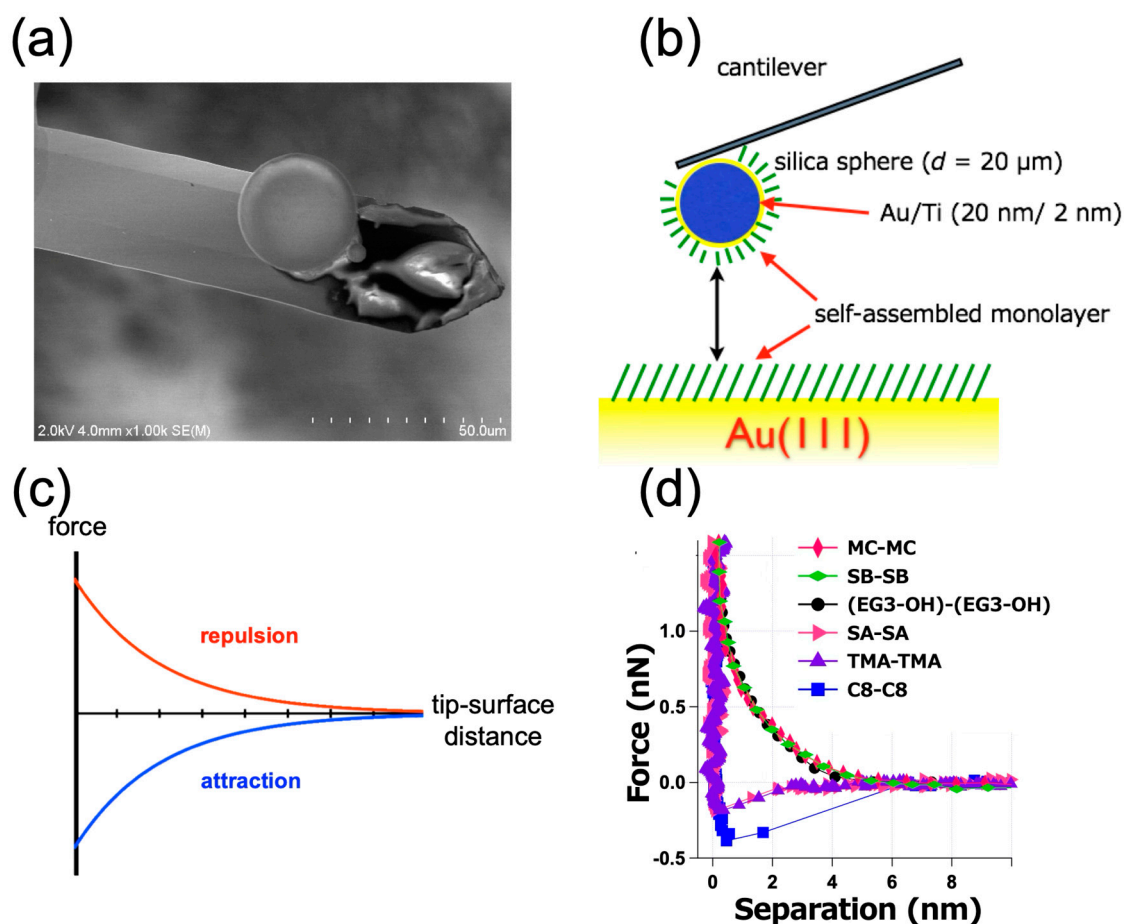 (a)
2.0kV 4.0mm x1.00k SE(M)
50.0um
(b)
cantilever
silica sphere (d = 20 μm)
Au/Ti (20 nm/ 2 nm)
self-assembled monolayer
Au(111)
(c)
force
repulsion
tip-surface
distance
attraction
(d)
MC-MC
SB-SB
(EG3-OH)-(EG3-OH)
SA-SA
TMA-TMA
C8-C8
Force (nN)
1.0
0.5
0.0
-0.5
0 2 4 6 8
Separation (nm)